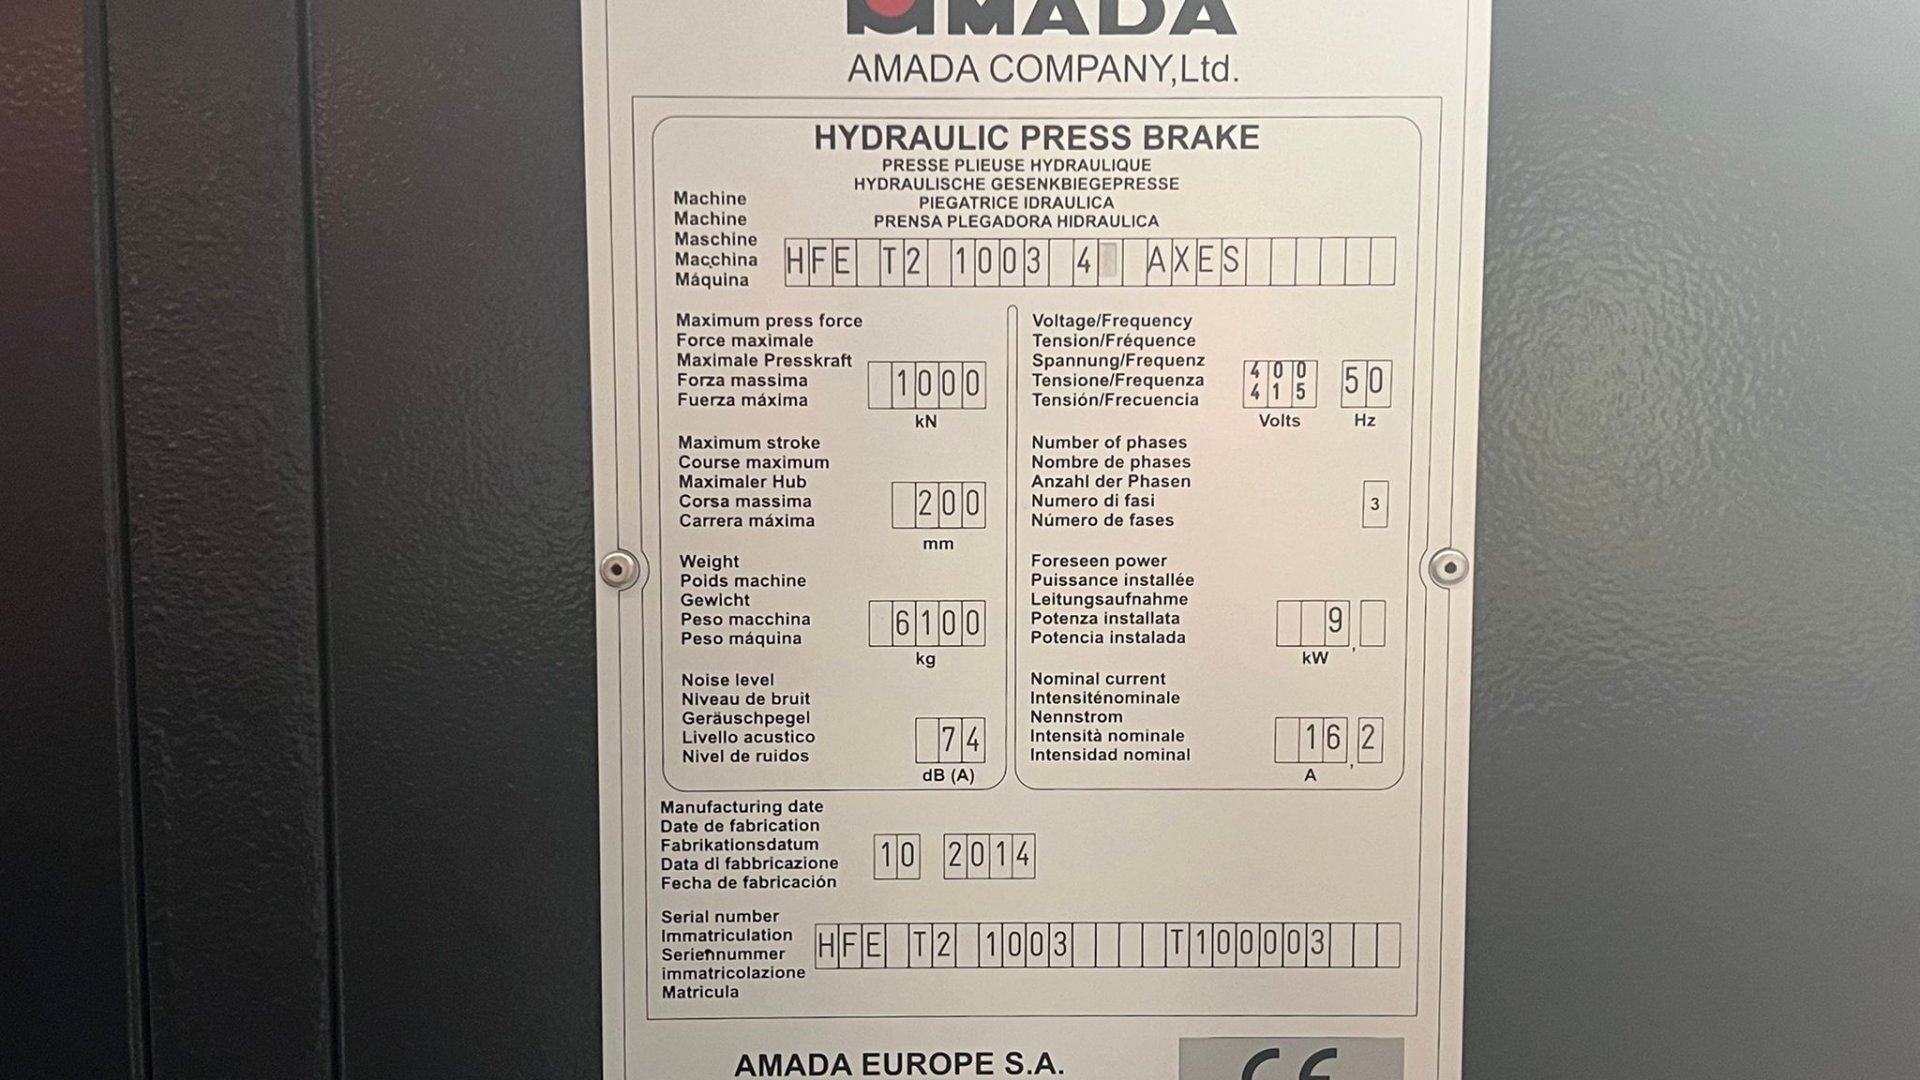 AMADA
AMADA COMPANY,Ltd.
HYDRAULIC PRESS BRAKE
PRESSE PLIEUSE HYDRAULIQUE
HYDRAULISCHE GESENKBIEGEPRESSE
PIEGATRICE IDRAULICA
PRENSA PLEGADORA HIDRAULICA
Machine
Machine
Maschine
Macchina
Máquina
HFE T2 1003 4 AXES
Maximum press force
Force maximale
Maximale Presskraft
Forza massima
Fuerza máxima
1000
kN
Maximum stroke
Course maximum
Maximaler Hub
Corsa massima
Carrera máxima
200
mm
Weight
Poids machine
Gewicht
Peso macchina
Peso máquina
6100
kg
Noise level
Niveau de bruit
Geräuschpegel
Livello acustico
Nivel de ruidos
74
dB (A)
Voltage/Frequency
Tension/Fréquence
Spannung/Frequenz
Tensione/Frequenza
Tensión/Frecuencia
400
415
Volts
50
Hz
Number of phases
Nombre de phases
Anzahl der Phasen
Numero di fasi
Número de fases
3
Foreseen power
Puissance installée
Leitungsaufnahme
Potenza installata
Potencia instalada
9,
kW
Nominal current
Intensiténominale
Nennstrom
Intensità nominale
Intensidad nominal
16,2
A
Manufacturing date
Date de fabrication
Fabrikationsdatum
Data di fabbricazione
Fecha de fabricación
10 2014
Serial number
Immatriculation
Seriennummer
immatricolazione
Matricula
HFE T2 1003 T100003
AMADA EUROPE S.A.
CE